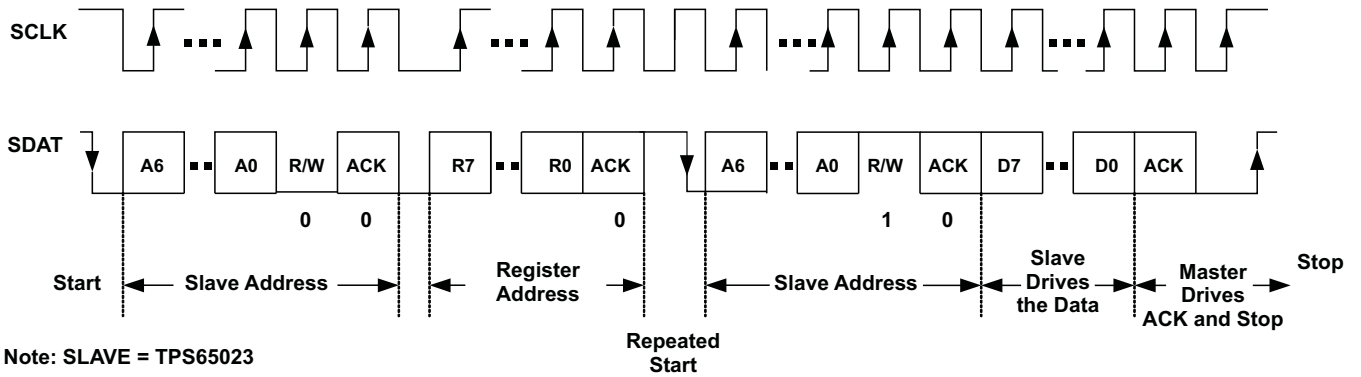 SCLK
SDAT
A6 A0 R/W ACK R7 R0 ACK A6 A0 R/W ACK D7 D0 ACK
0 0 0 1 0
Start
Slave Address
Register
Address
Repeated
Start
Slave Address
Slave
Drives
the Data
Master
Drives
ACK and Stop
Stop
Note: SLAVE = TPS65023